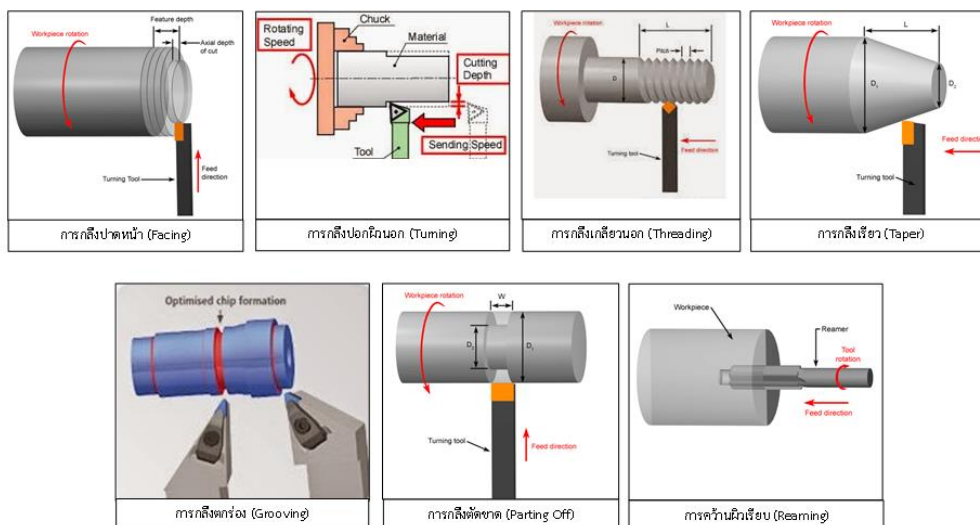 Feature depth
Workpiece rotation
Axial depth
of cut
Turning Tool
Feed
direction
การกลึงปาดหน้า (Facing)
Rotating
Speed
Chuck
Material
Cutting
Depth
Tool
Sending Speed
การกลึงปอกผิวนอก (Turning)
Workpiece rotation
L
Pitch
D
Feed direction
Turning tool
การกลึงเกลียวนอก (Threading)
Workpiece rotation
L
D₁
D₂
Feed direction
Turning tool
การกลึงเรียว (Taper)
Optimised chip formation
การกลึงตกร่อง (Grooving)
Workpiece rotation
W
D₂
D₁
Turning tool
Feed direction
การกลึงตัดขาด (Parting Off)
Workpiece
Reamer
Tool
rotation
Feed direction
การคว้านผิวเรียบ (Reaming)